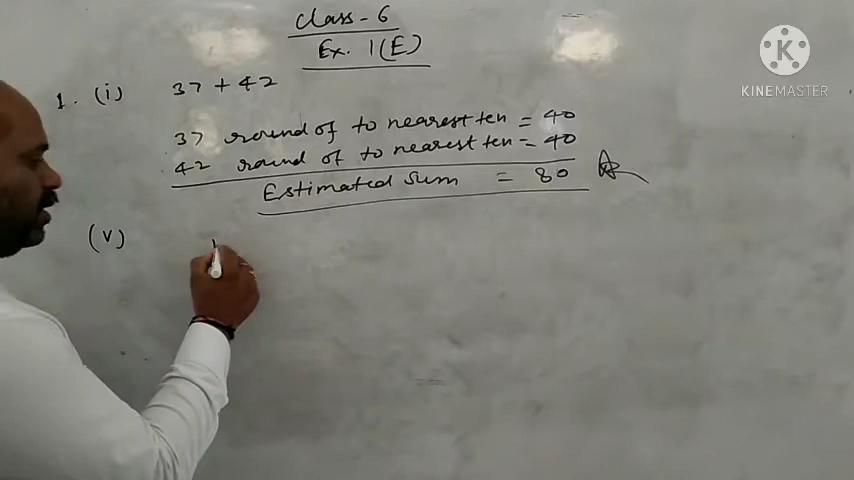 Class - 6
Ex. 1(E)
1. (i) 37 + 42
37 round of to nearest ten = 40
42 round of to nearest ten = 40
Estimated sum = 80
(v)
K
KINEMASTER